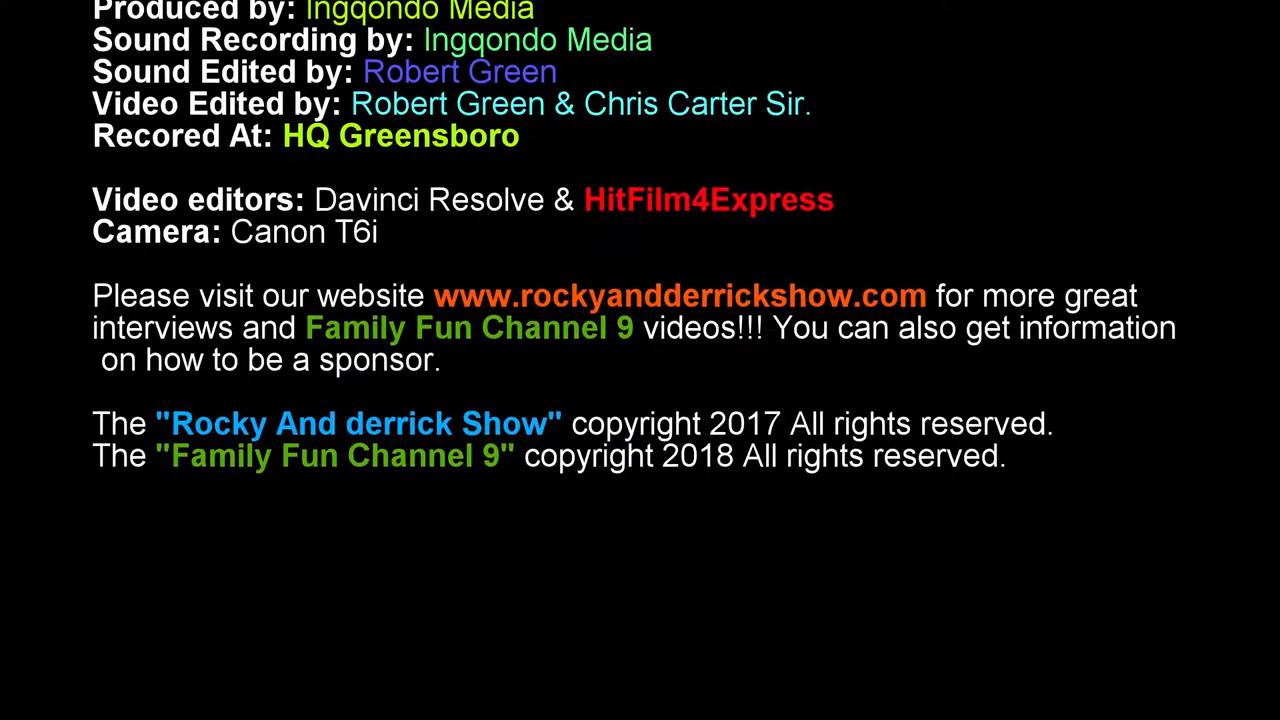 Produced by: Ingqondo Media
Sound Recording by: Ingqondo Media
Sound Edited by: Robert Green
Video Edited by: Robert Green & Chris Carter Sir.
Recored At: HQ Greensboro
Video editors: Davinci Resolve & HitFilm4Express
Camera: Canon T6i
Please visit our website www.rockyandderrickshow.com for more great
interviews and Family Fun Channel 9 videos!!! You can also get information
on how to be a sponsor.
The "Rocky And derrick Show" copyright 2017 All rights reserved.
The "Family Fun Channel 9" copyright 2018 All rights reserved.